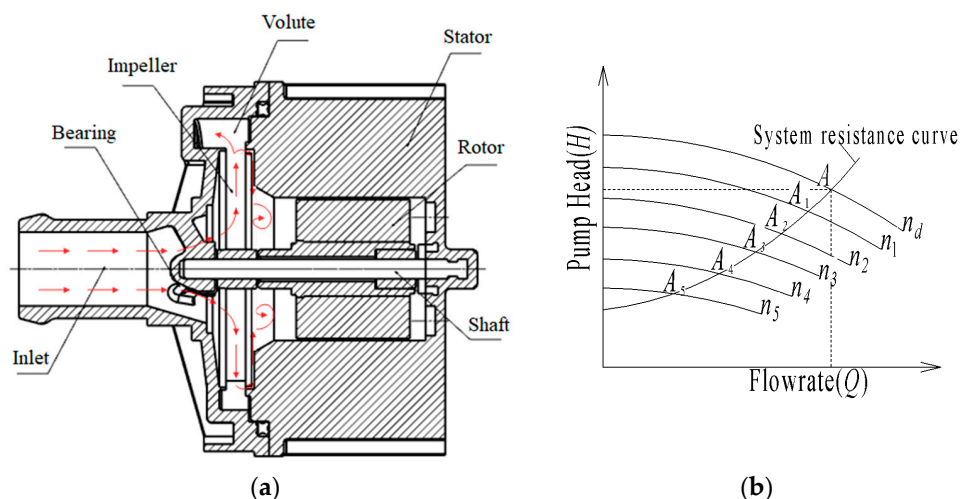 Volute
Stator
Impeller
Bearing
Rotor
Shaft
Inlet
(a)
Pump Head(H)
System resistance curve
A
A1
A2
A3
A4
A5
nd
n1
n2
n3
n4
n5
Flowrate(Q)
(b)